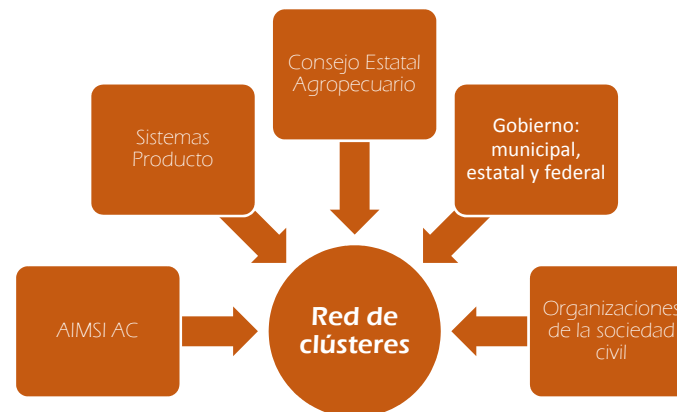 Consejo Estatal
Agropecuario
Sistemas
Producto
Gobierno:
municipal,
estatal y federal
AIMSI AC
Red de
clústeres
Organizaciones
de la sociedad
civil